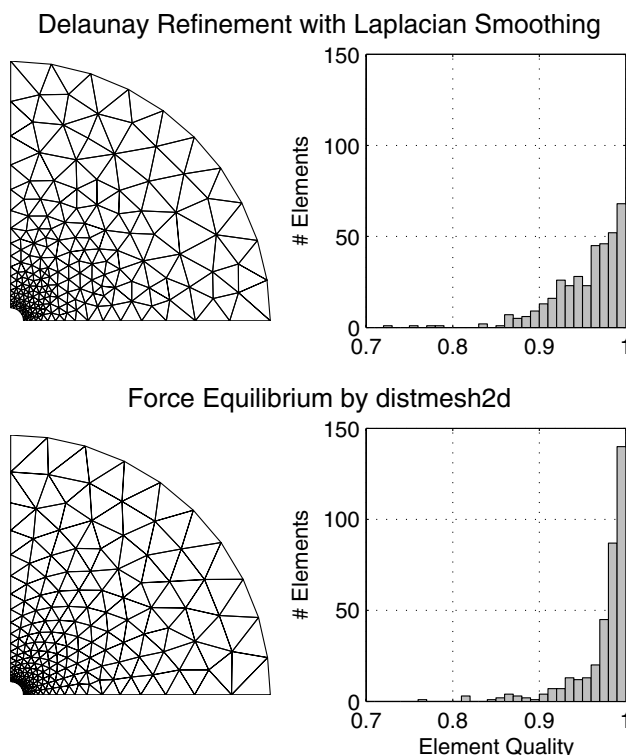 Delaunay Refinement with Laplacian Smoothing
150
100
50
0
# Elements
0.7 0.8 0.9 1
Force Equilibrium by distmesh2d
150
100
50
0
# Elements
0.7 0.8 0.9 1
Element Quality